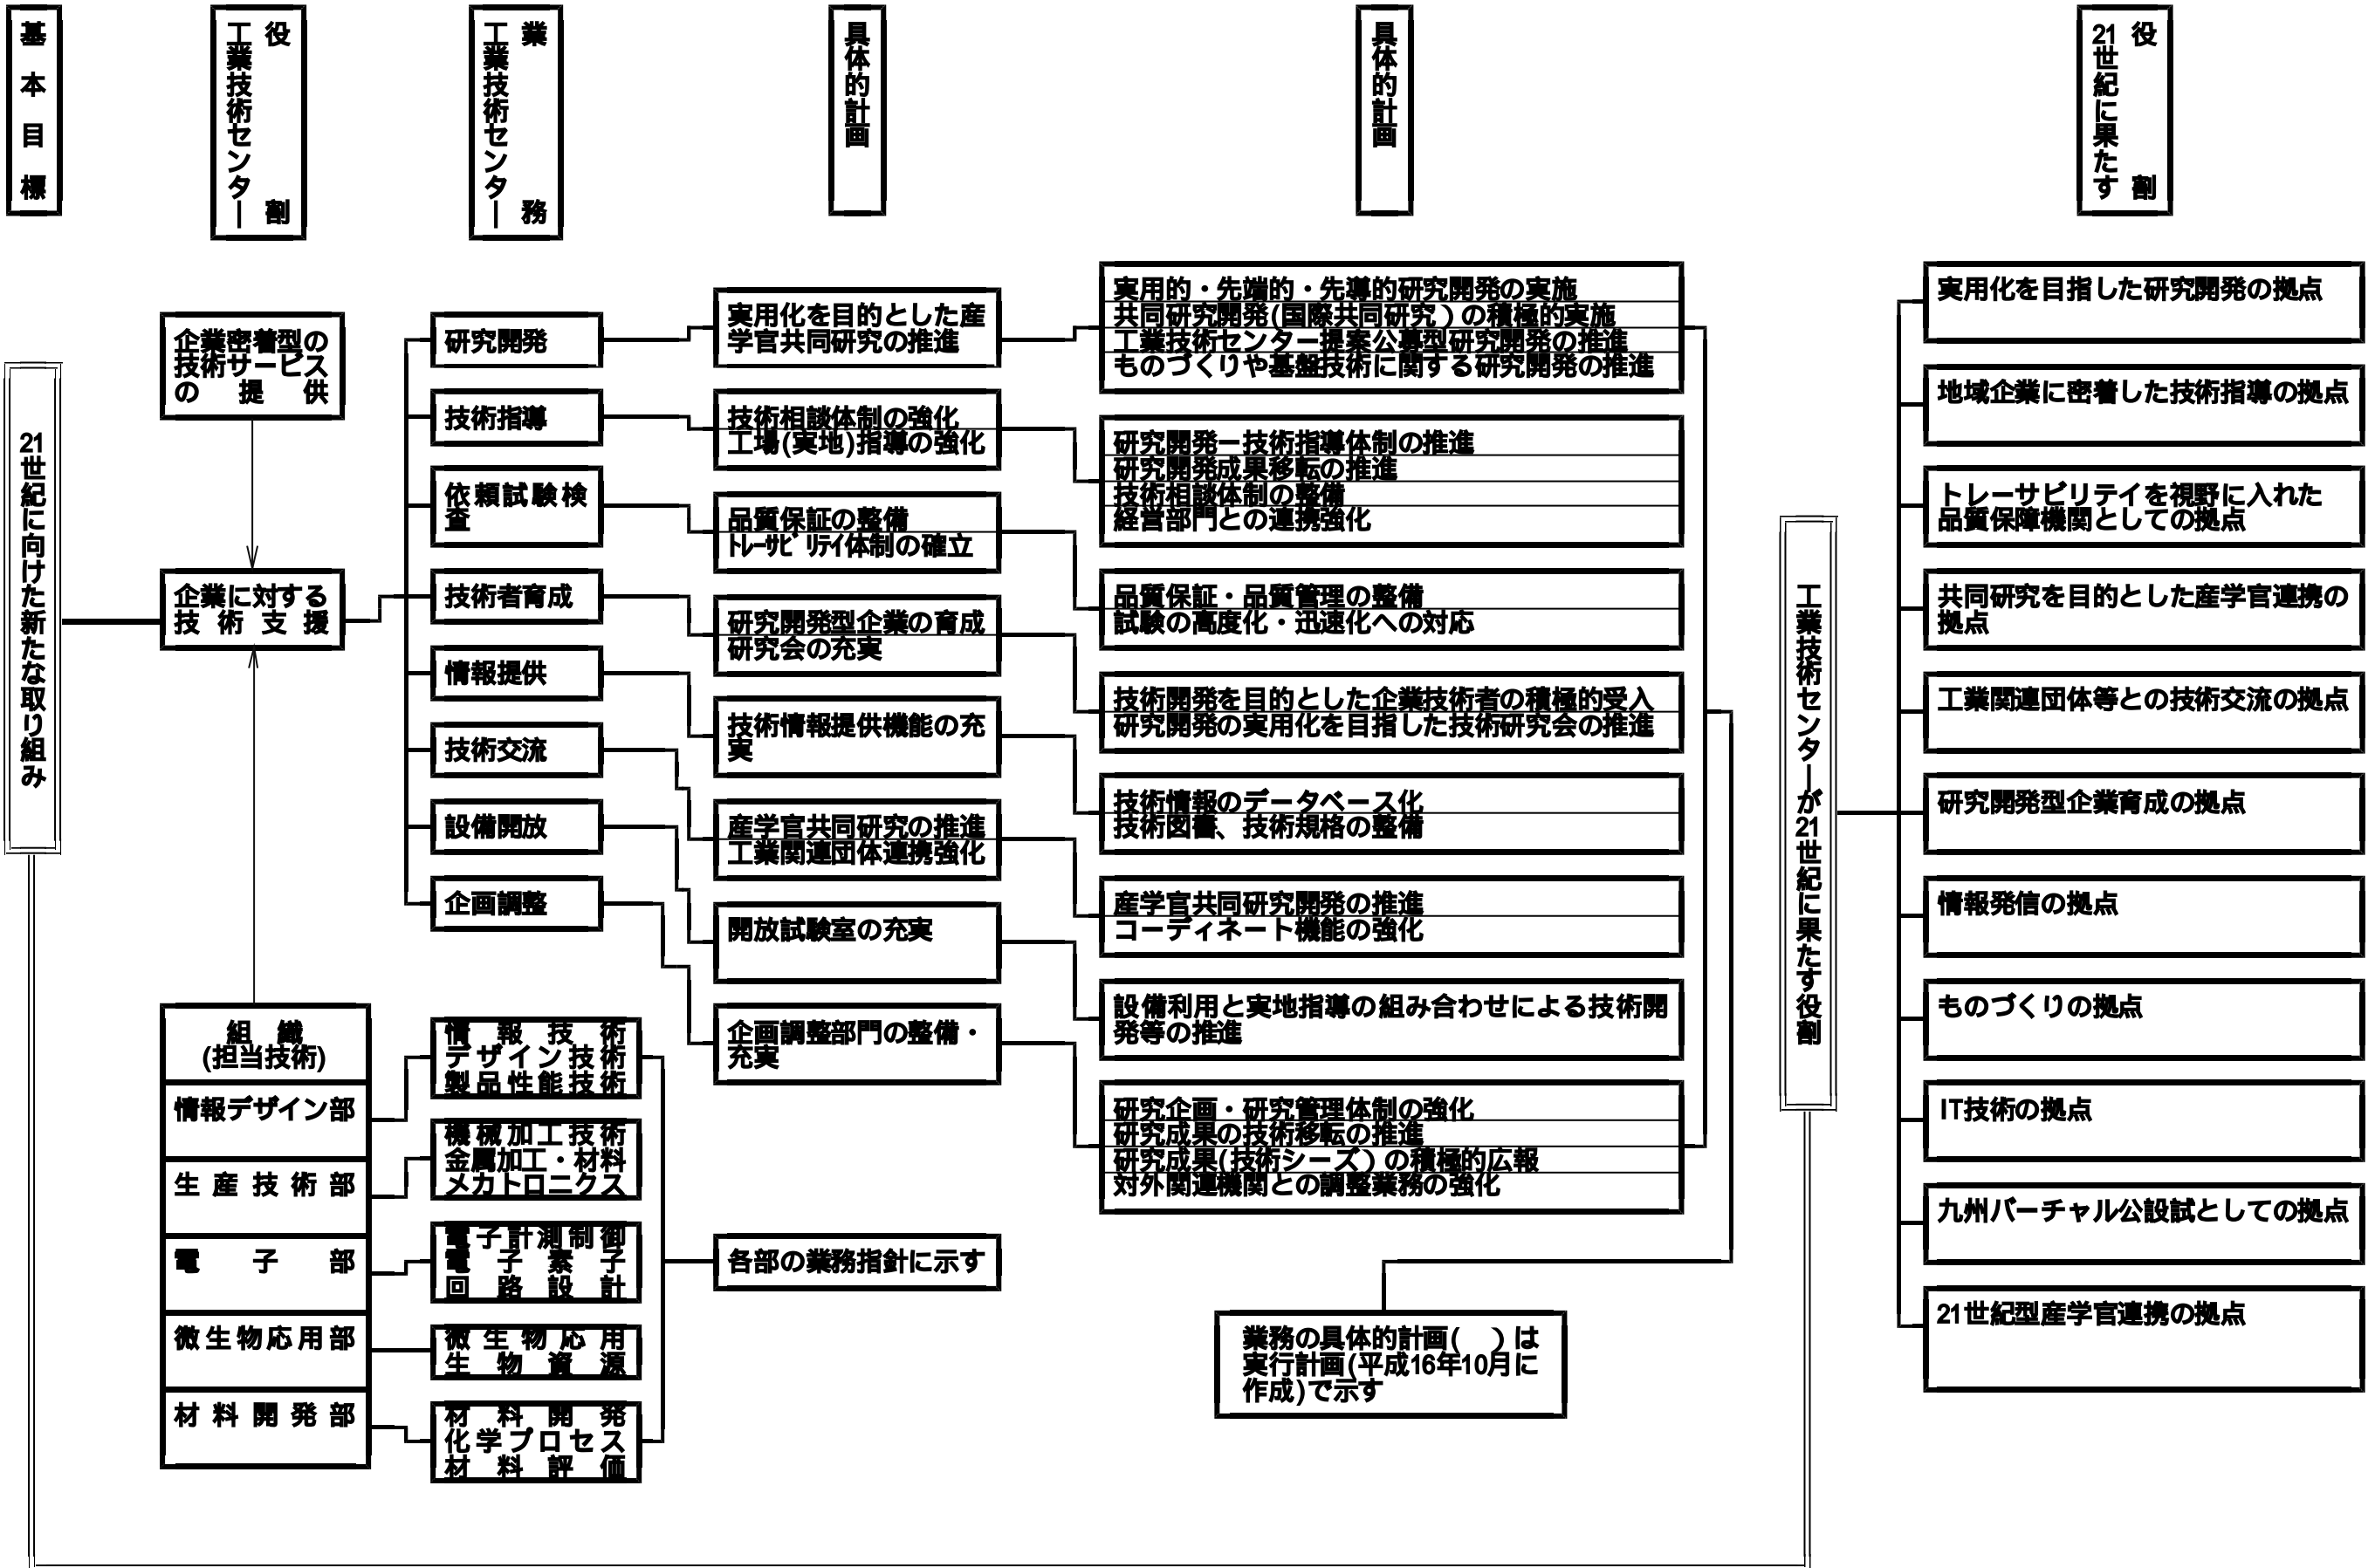 基本目標
工業技術センター
役割
工業技術センター
業務
具体的計画
具体的計画
21世紀に果たす
役割
21世紀に向けた新たな取り組み
企業密着型の
技術サービス
の提供
企業に対する
技術支援
組織
(担当技術)
情報デザイン部
生産技術部
電子部
微生物応用部
材料開発部
研究開発
技術指導
依頼試験検
査
技術者育成
情報提供
技術交流
設備開放
企画調整
情報技術
デザイン技術
製品性能技術
機械加工技術
金属加工・材料
メカトロニクス
電子計測制御
電子素子
回路設計
微生物応用
生物資源
材料開発
化学プロセス
材料評価
実用化を目的とした産
学官共同研究の推進
技術相談体制の強化
工場(実地)指導の強化
品質保証の整備
ﾄﾚｰｻﾋﾞﾘﾃｲ体制の確立
研究開発型企業の育成
研究会の充実
技術情報提供機能の充
実
産学官共同研究の推進
工業関連団体連携強化
開放試験室の充実
企画調整部門の整備・
充実
各部の業務指針に示す
実用的・先端的・先導的研究開発の実施
共同研究開発(国際共同研究)の積極的実施
工業技術センター提案公募型研究開発の推進
ものづくりや基盤技術に関する研究開発の推進
研究開発ー技術指導体制の推進
研究開発成果移転の推進
技術相談体制の整備
経営部門との連携強化
品質保証・品質管理の整備
試験の高度化・迅速化への対応
技術開発を目的とした企業技術者の積極的受入
研究開発の実用化を目指した技術研究会の推進
技術情報のデータベース化
技術図書、技術規格の整備
産学官共同研究開発の推進
コーディネート機能の強化
設備利用と実地指導の組み合わせによる技術開
発等の推進
研究企画・研究管理体制の強化
研究成果の技術移転の推進
研究成果(技術シーズ)の積極的広報
対外関連機関との調整業務の強化
業務の具体的計画(　)は
実行計画(平成16年10月に
作成)で示す
工業技術センターが21世紀に果たす役割
実用化を目指した研究開発の拠点
地域企業に密着した技術指導の拠点
トレーサビリテイを視野に入れた
品質保障機関としての拠点
共同研究を目的とした産学官連携の
拠点
工業関連団体等との技術交流の拠点
研究開発型企業育成の拠点
情報発信の拠点
ものづくりの拠点
IT技術の拠点
九州バーチャル公設試としての拠点
21世紀型産学官連携の拠点